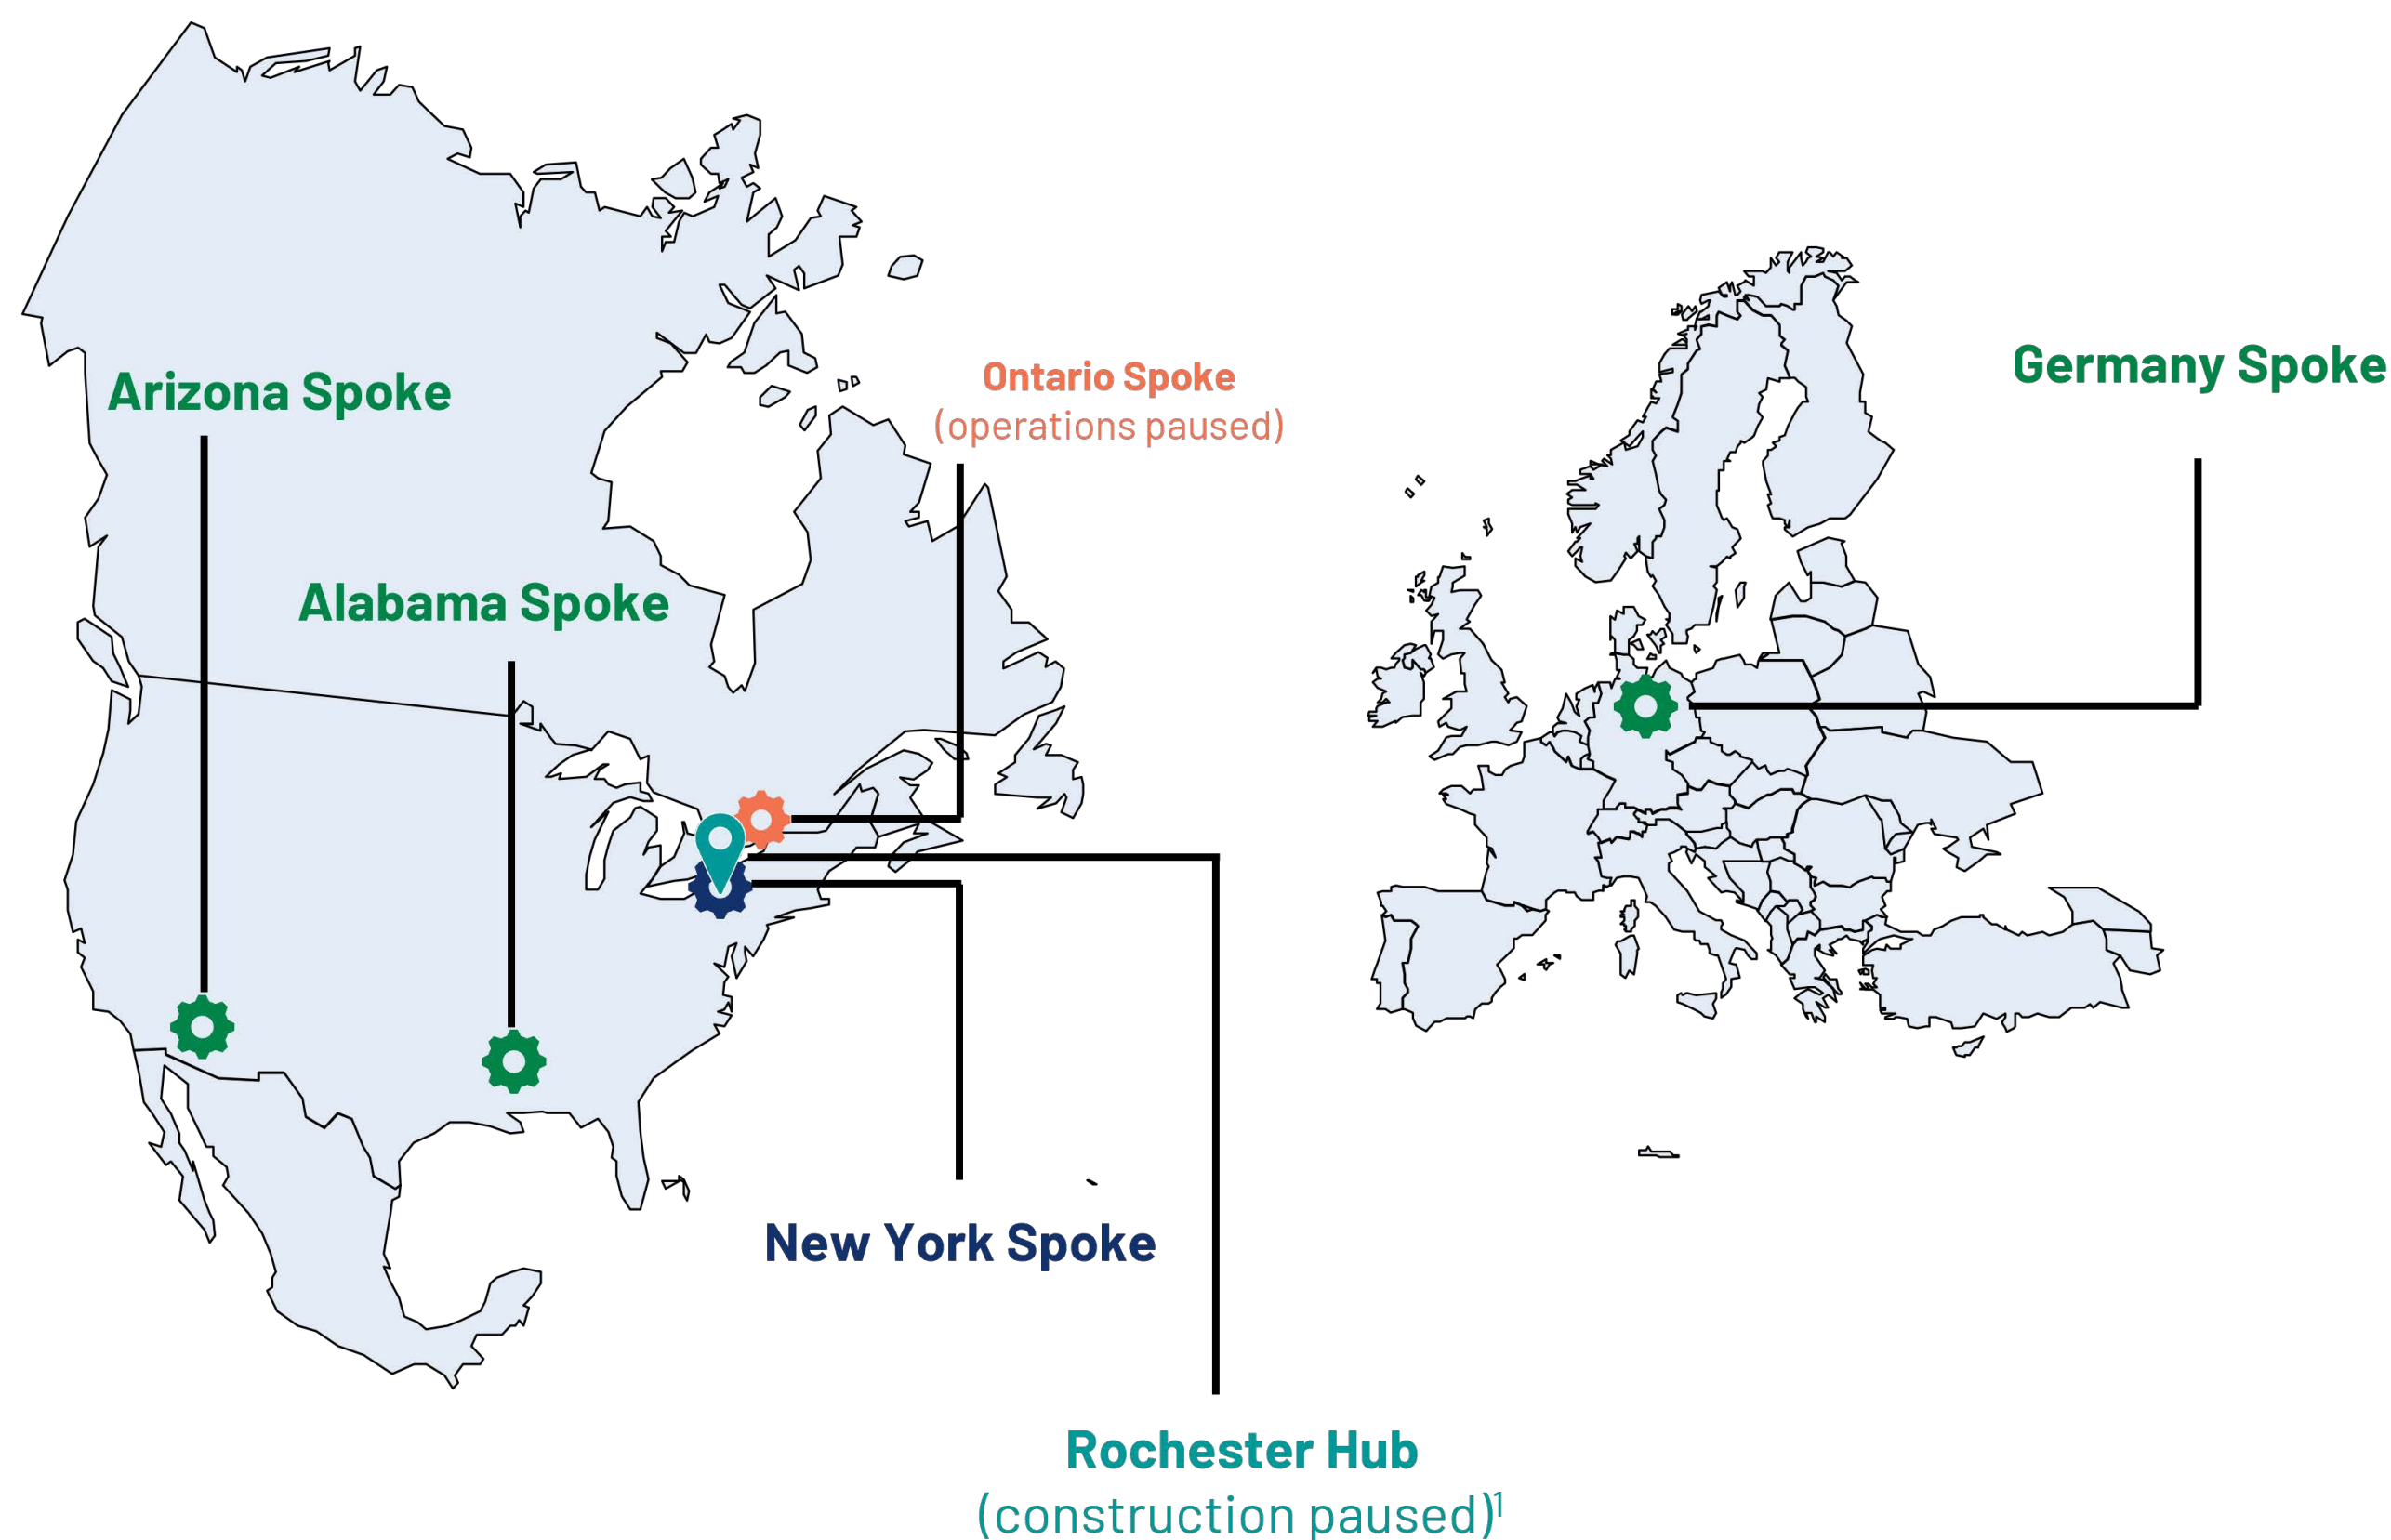 Arizona Spoke
Alabama Spoke
Ontario Spoke
(operations paused)
Germany Spoke
New York Spoke
Rochester Hub
(construction paused)¹